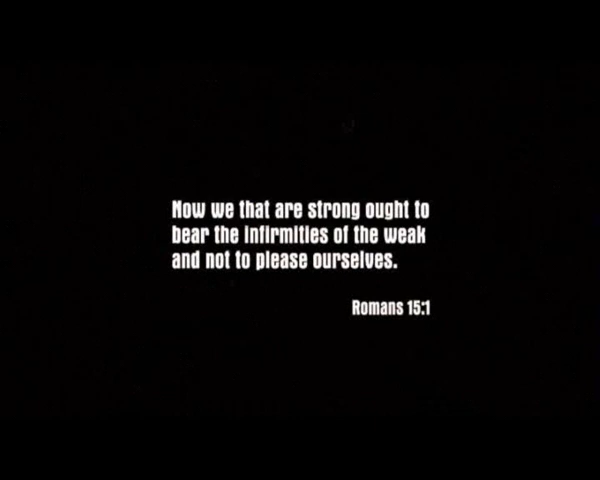 Now we that are strong ought to
bear the infirmities of the weak
and not to please ourselves.
Romans 15:1